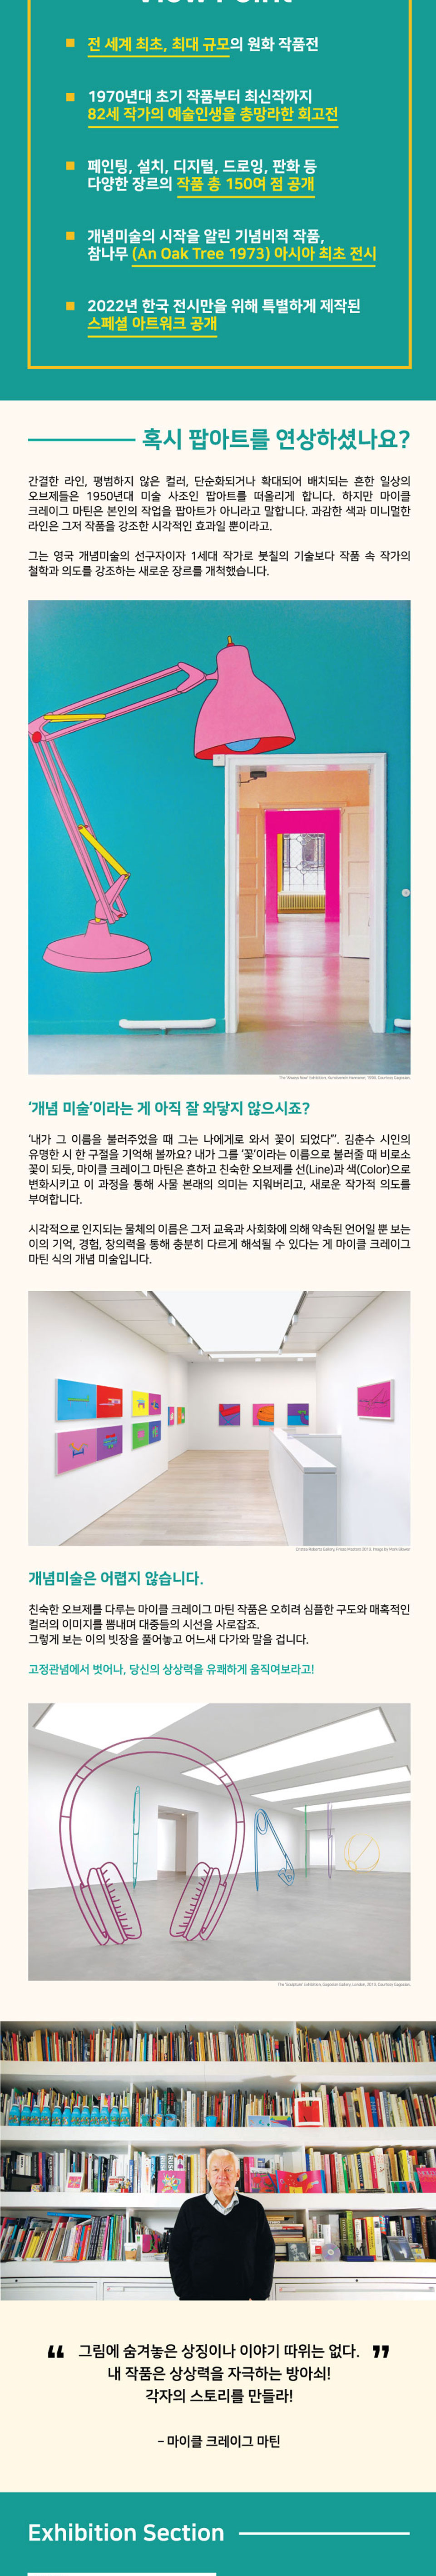 View Point
전 세계 최초, 최대 규모의 원화 작품전
1970년대 초기 작품부터 최신작까지
82세 작가의 예술인생을 총망라한 회고전
페인팅, 설치, 디지털, 드로잉, 판화 등
다양한 장르의 작품 총 150여 점 공개
개념미술의 시작을 알린 기념비적 작품,
참나무 (An Oak Tree 1973) 아시아 최초 전시
2022년 한국 전시만을 위해 특별하게 제작된
스페셜 아트워크 공개
혹시 팝아트를 연상하셨나요?
간결한 라인, 평범하지 않은 컬러, 단순화되거나 확대되어 배치되는 흔한 일상의
오브제들은 1950년대 미술 사조인 팝아트를 떠올리게 합니다. 하지만 마이클
크레이그 마틴은 본인의 작업을 팝아트가 아니라고 말합니다. 과감한 색과 미니멀한
라인은 그저 작품을 강조한 시각적인 효과일 뿐이라고.
그는 영국 개념미술의 선구자이자 1세대 작가로 붓칠의 기술보다 작품 속 작가의
철학과 의도를 강조하는 새로운 장르를 개척했습니다.
The 'Always Now' Exhibition, Kunstverein Hannover, 1998. Courtesy Gagosian.
‘개념 미술’이라는 게 아직 잘 와닿지 않으시죠?
‘내가 그 이름을 불러주었을 때 그는 나에게로 와서 꽃이 되었다”’. 김춘수 시인의
유명한 시 한 구절을 기억해 볼까요? 내가 그를 ‘꽃’이라는 이름으로 불러줄 때 비로소
꽃이 되듯, 마이클 크레이그 마틴은 흔하고 친숙한 오브제를 선(Line)과 색(Color)으로
변화시키고 이 과정을 통해 사물 본래의 의미는 지워버리고, 새로운 작가적 의도를
부여합니다.
시각적으로 인지되는 물체의 이름은 그저 교육과 사회화에 의해 약속된 언어일 뿐 보는
이의 기억, 경험, 창의력을 통해 충분히 다르게 해석될 수 있다는 게 마이클 크레이그
마틴 식의 개념 미술입니다.
Cristea Roberts Gallery, Frieze Masters 2019. Image by Mark Blower
개념미술은 어렵지 않습니다.
친숙한 오브제를 다루는 마이클 크레이그 마틴 작품은 오히려 심플한 구도와 매혹적인
컬러의 이미지를 뽐내며 대중들의 시선을 사로잡죠.
그렇게 보는 이의 빗장을 풀어놓고 어느새 다가와 말을 겁니다.
고정관념에서 벗어나, 당신의 상상력을 유쾌하게 움직여보라고!
The 'Sculpture' Exhibition, Gagosian Gallery, London, 2019. Courtesy Gagosian.
“ 그림에 숨겨놓은 상징이나 이야기 따위는 없다. ”
내 작품은 상상력을 자극하는 방아쇠!
각자의 스토리를 만들라!
– 마이클 크레이그 마틴
Exhibition Section